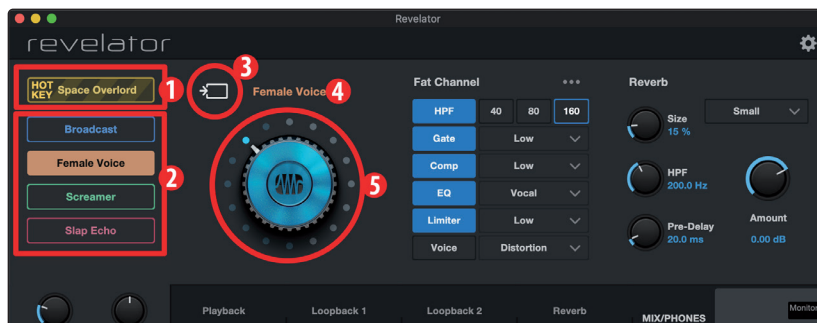 Revelator
revelator
3
HOT KEY Space Overlord
1
Female Voice
4
Broadcast
Female Voice
Screamer
Slap Echo
2
5
Fat Channel
HPF 40 80 160
Gate Low
Comp Low
EQ Vocal
Limiter Low
Voice Distortion
Reverb
Size
15 %
Small
HPF
200.0 Hz
Pre-Delay
20.0 ms
Amount
0.00 dB
Playback Loopback 1 Loopback 2 Reverb MIX/PHONES
Monitor